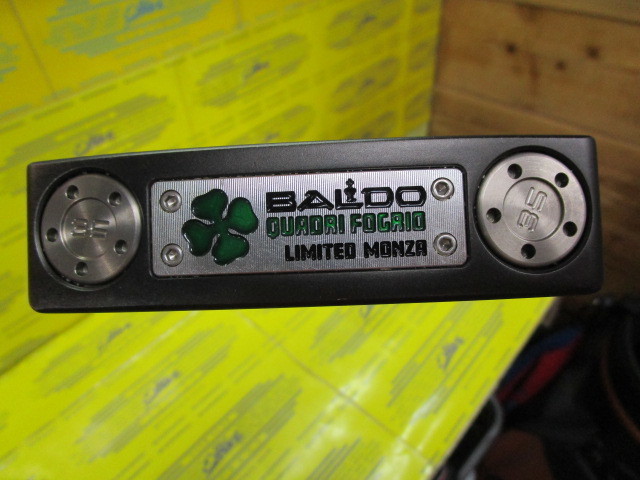 BALDO
QUADRI FOGRIO
LIMITED MONZA
35
35